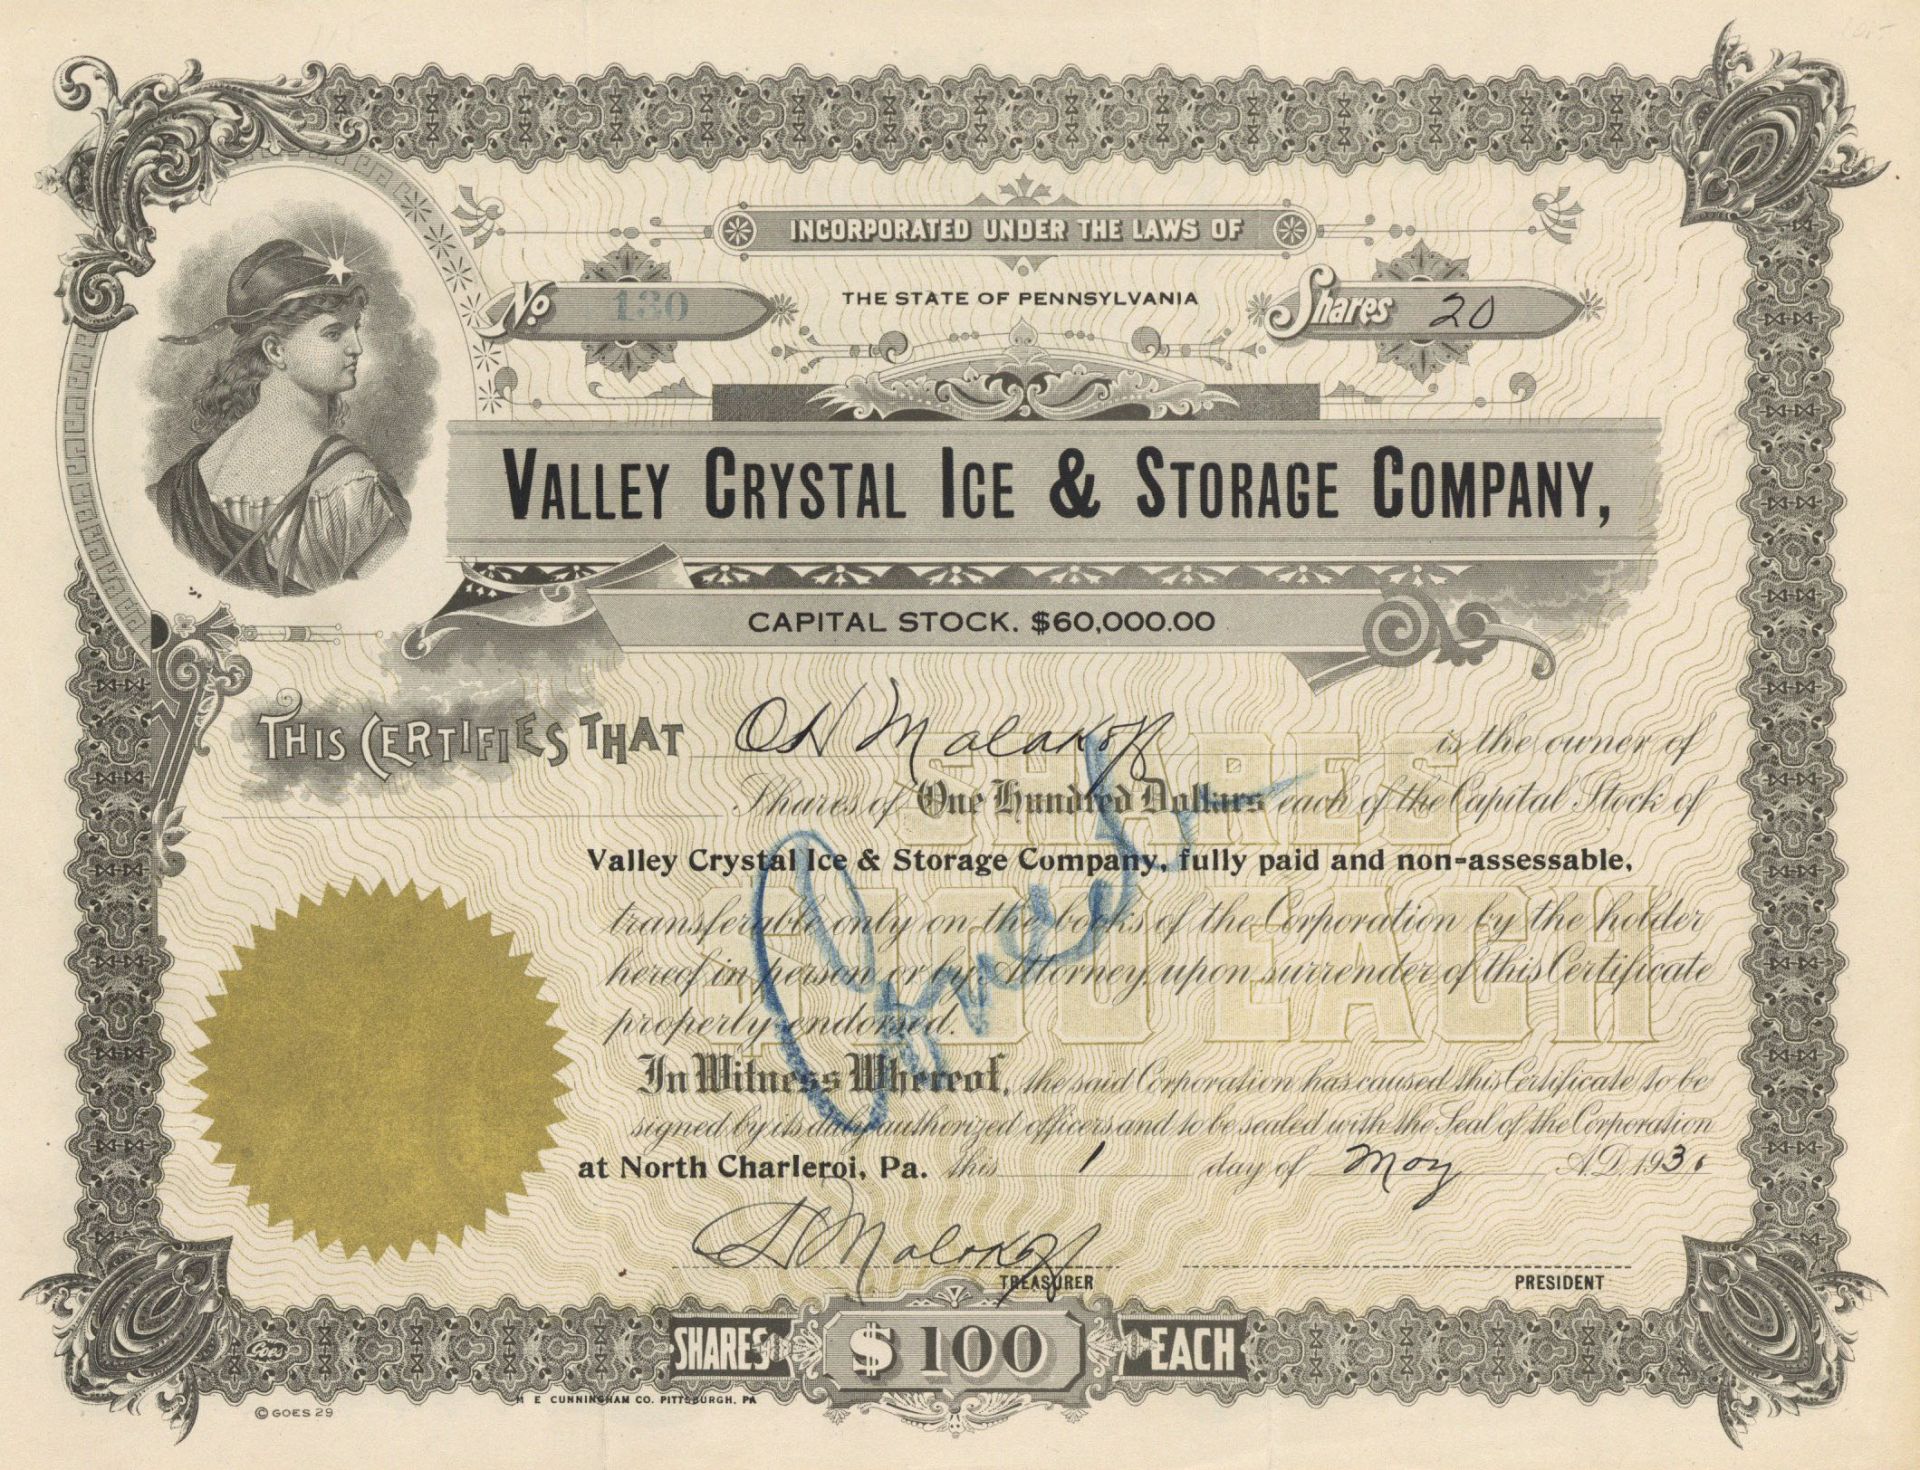 INCORPORATED UNDER THE LAWS OF
No. 130
THE STATE OF PENNSYLVANIA
Shares 20
VALLEY CRYSTAL ICE & STORAGE COMPANY,
CAPITAL STOCK. $60,000.00
THIS CERTIFIES THAT O H Malakoff is the owner of
Shares of One Hundred Dollars each of the Capital Stock of
Valley Crystal Ice & Storage Company, fully paid and non-assessable,
transferable only on the books of the Corporation by the holder
hereof in person or by Attorney, upon surrender of this Certificate
properly endorsed.
In Witness Whereof, the said Corporation has caused this Certificate to be
signed by its duly authorized officers and to be sealed with the Seal of the Corporation
at North Charleroi, Pa. this 1 day of May A.D. 1931
SHARES
$100 EACH
TREASURER
PRESIDENT
SHARES $100 EACH
Goes
M E CUNNINGHAM CO. PITTSBURGH, PA
© GOES 29